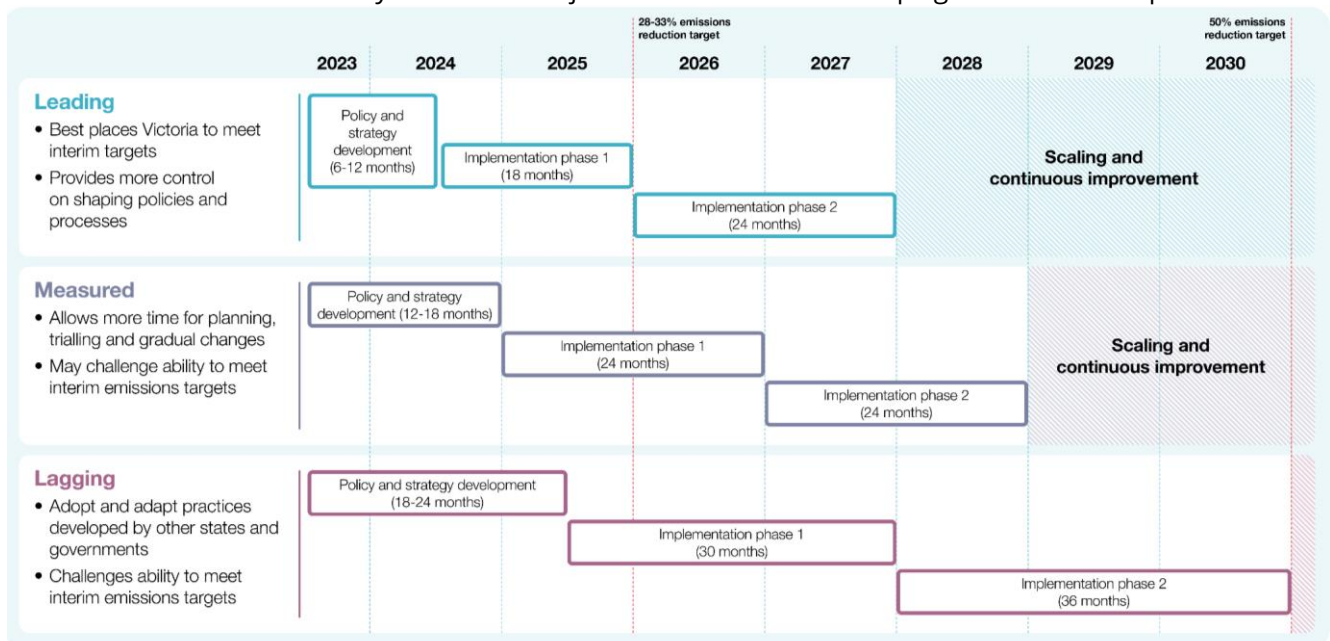 28-33% emissions
reduction target
50% emissions
reduction target
2023 2024 2025 2026 2027 2028 2029 2030
Leading
• Best places Victoria to meet
interim targets
• Provides more control
on shaping policies and
processes
Policy and
strategy
development
(6-12 months)
Implementation phase 1
(18 months)
Implementation phase 2
(24 months)
Scaling and
continuous improvement
Measured
• Allows more time for planning,
trialling and gradual changes
• May challenge ability to meet
interim emissions targets
Policy and strategy
development (12-18 months)
Implementation phase 1
(24 months)
Implementation phase 2
(24 months)
Scaling and
continuous improvement
Lagging
• Adopt and adapt practices
developed by other states and
governments
• Challenges ability to meet
interim emissions targets
Policy and strategy development
(18-24 months)
Implementation phase 1
(30 months)
Implementation phase 2
(36 months)